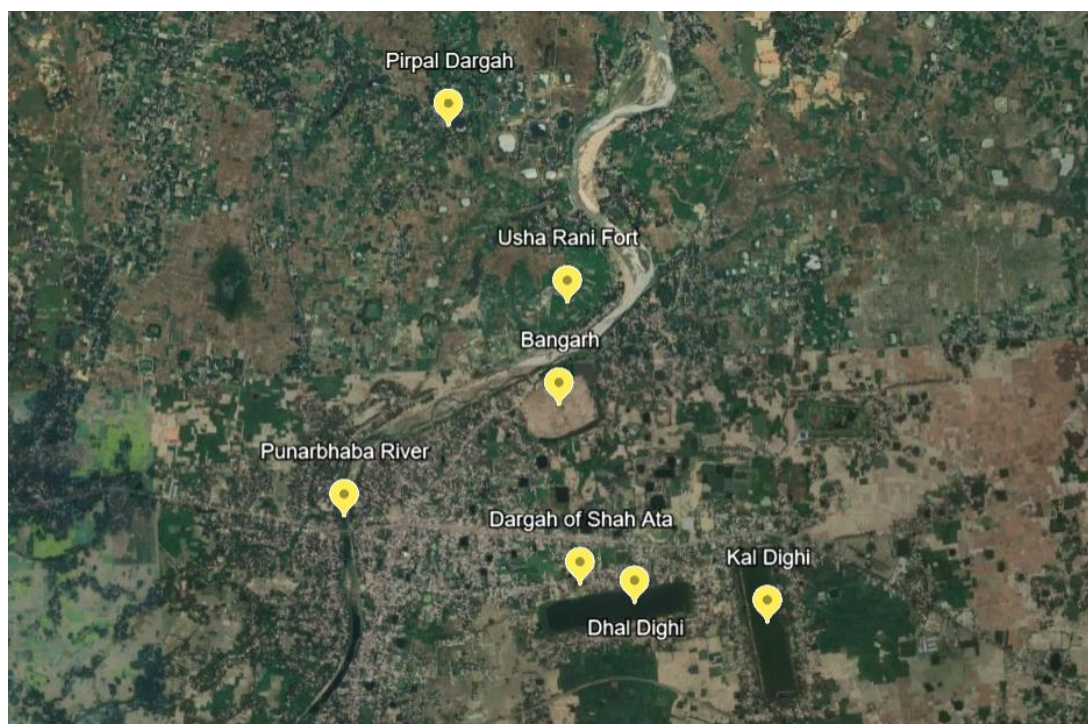 Pirpal Dargah
Usha Rani Fort
Bangarh
Punarbhaba River
Dargah of Shah Ata
Kal Dighi
Dhal Dighi